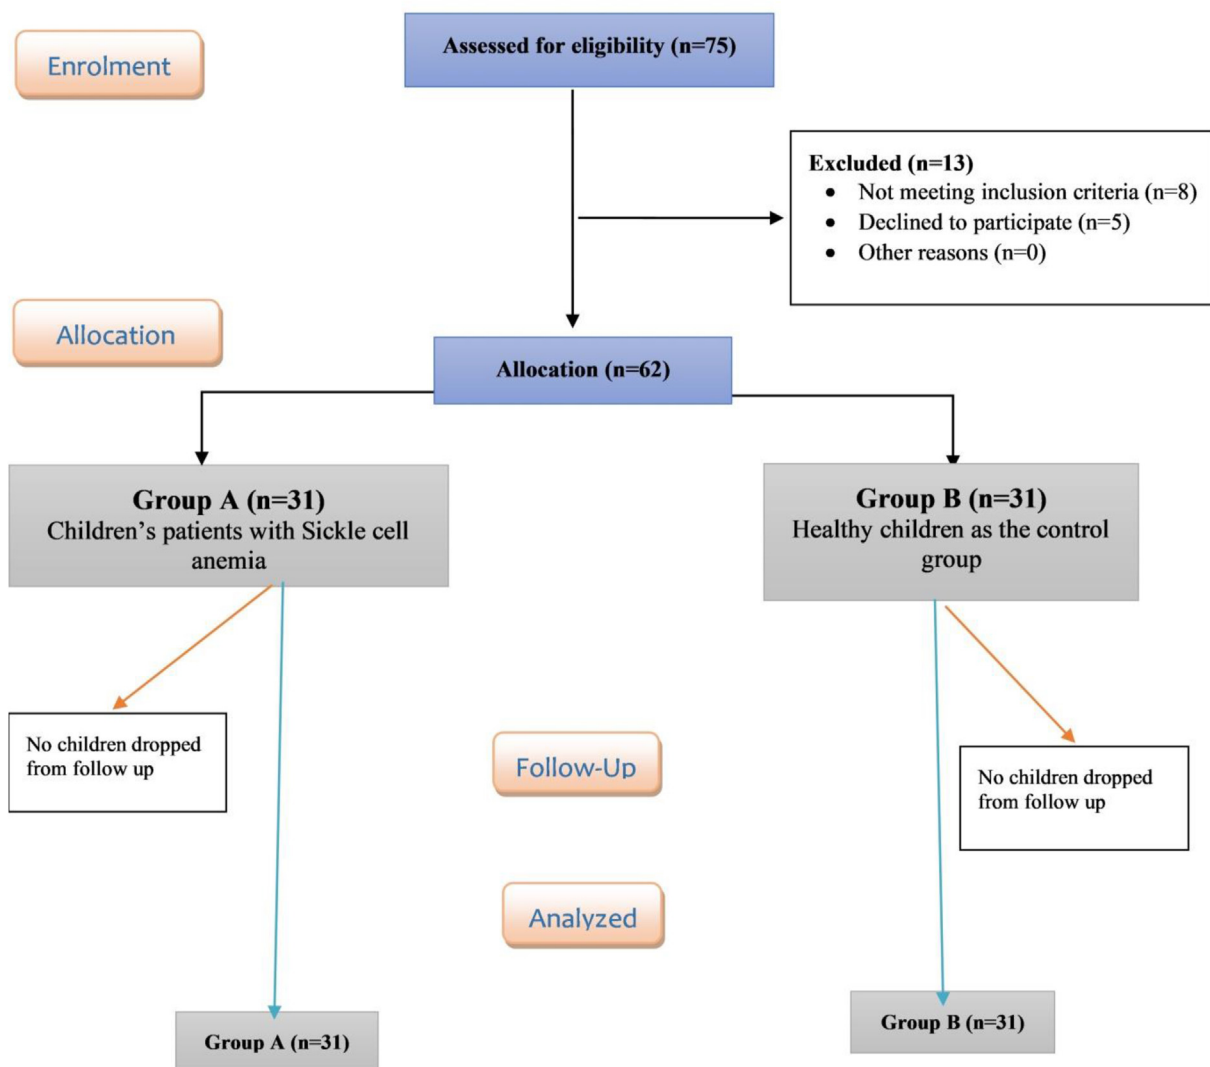 Enrolment
Assessed for eligibility (n=75)
Excluded (n=13)
• Not meeting inclusion criteria (n=8)
• Declined to participate (n=5)
• Other reasons (n=0)
Allocation
Allocation (n=62)
Group A (n=31)
Children’s patients with Sickle cell
anemia
Group B (n=31)
Healthy children as the control
group
No children dropped
from follow up
Follow-Up
No children dropped
from follow up
Analyzed
Group A (n=31)
Group B (n=31)